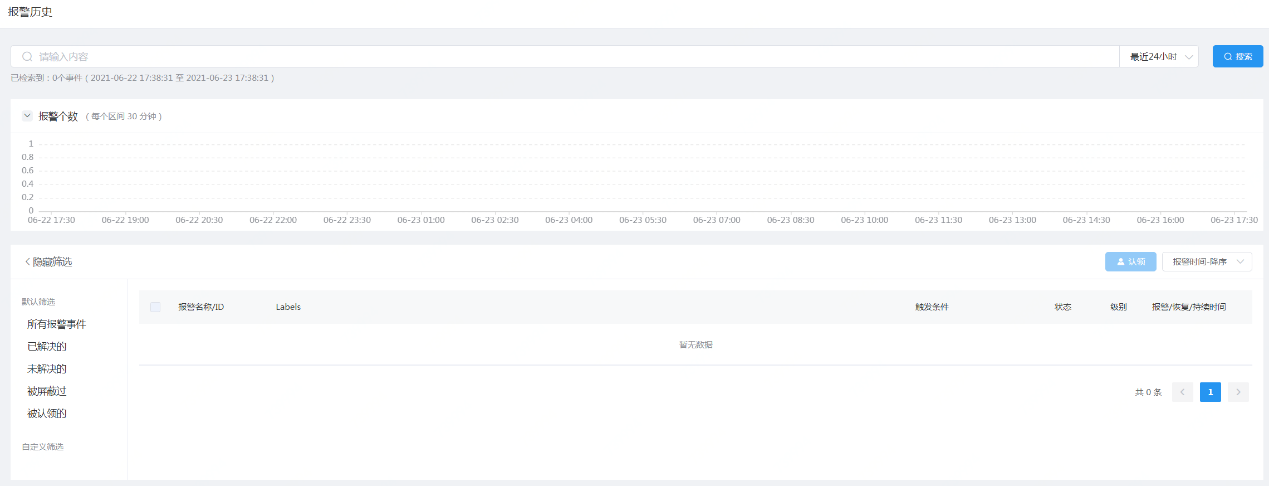 报警历史
请输入内容 最近24小时 搜索
已检索到：0个事件 ( 2021-06-22 17:38:31 至 2021-06-23 17:38:31 )
报警个数 ( 每个区间 30 分钟 )
1
0.8
0.6
0.4
0.2
0
06-22 17:30 06-22 19:00 06-22 20:30 06-22 22:00 06-22 23:30 06-23 01:00 06-23 02:30 06-23 04:00 06-23 05:30 06-23 07:00 06-23 08:30 06-23 10:00 06-23 11:30 06-23 13:00 06-23 14:30 06-23 16:00 06-23 17:30
隐藏筛选 认领 报警时间-降序
默认筛选
所有报警事件
已解决的
未解决的
被屏蔽过
被认领的
自定义筛选
报警名称/ID Labels 触发条件 状态 级别 报警/恢复/持续时间
暂无数据
共 0 条 1